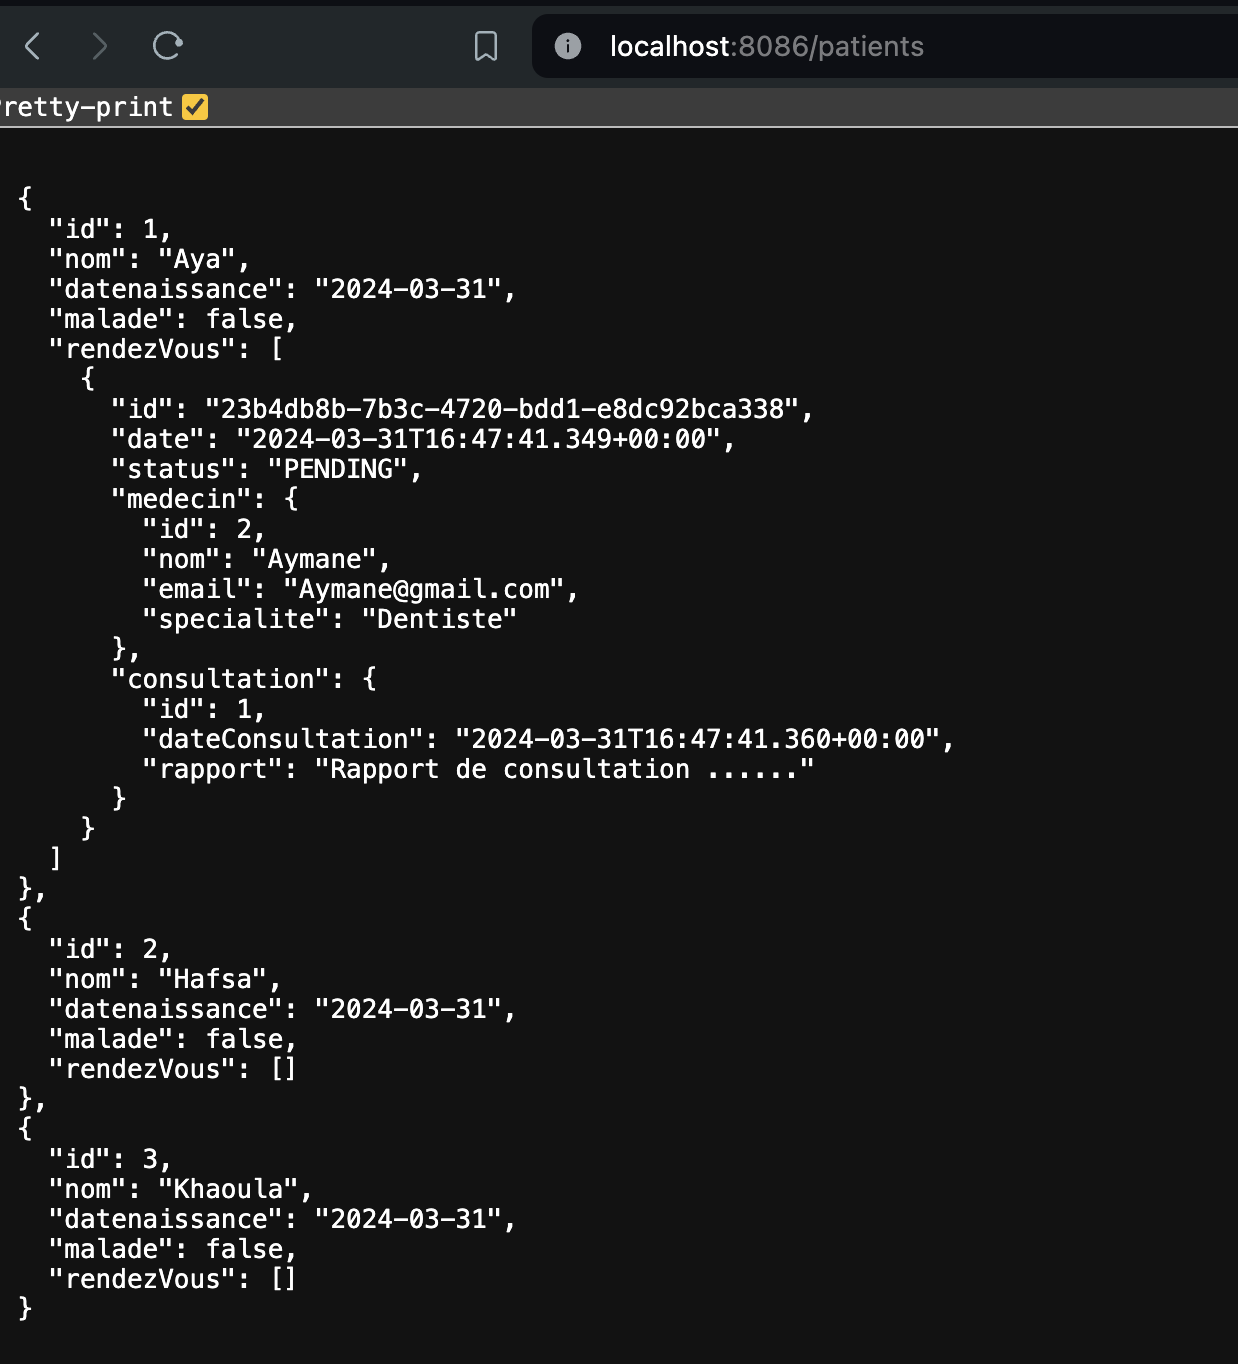 localhost:8086/patients
retty-print
{
"id": 1,
"nom": "Aya",
"datenaissance": "2024-03-31",
"malade": false,
"rendezVous": [
{
"id": "23b4db8b-7b3c-4720-bdd1-e8dc92bca338",
"date": "2024-03-31T16:47:41.349+00:00",
"status": "PENDING",
"medecin": {
"id": 2,
"nom": "Aymane",
"email": "Aymane@gmail.com",
"specialite": "Dentiste"
},
"consultation": {
"id": 1,
"dateConsultation": "2024-03-31T16:47:41.360+00:00",
"rapport": "Rapport de consultation ......"
}
}
]
},
{
"id": 2,
"nom": "Hafsa",
"datenaissance": "2024-03-31",
"malade": false,
"rendezVous": []
},
{
"id": 3,
"nom": "Khaoula",
"datenaissance": "2024-03-31",
"malade": false,
"rendezVous": []
}